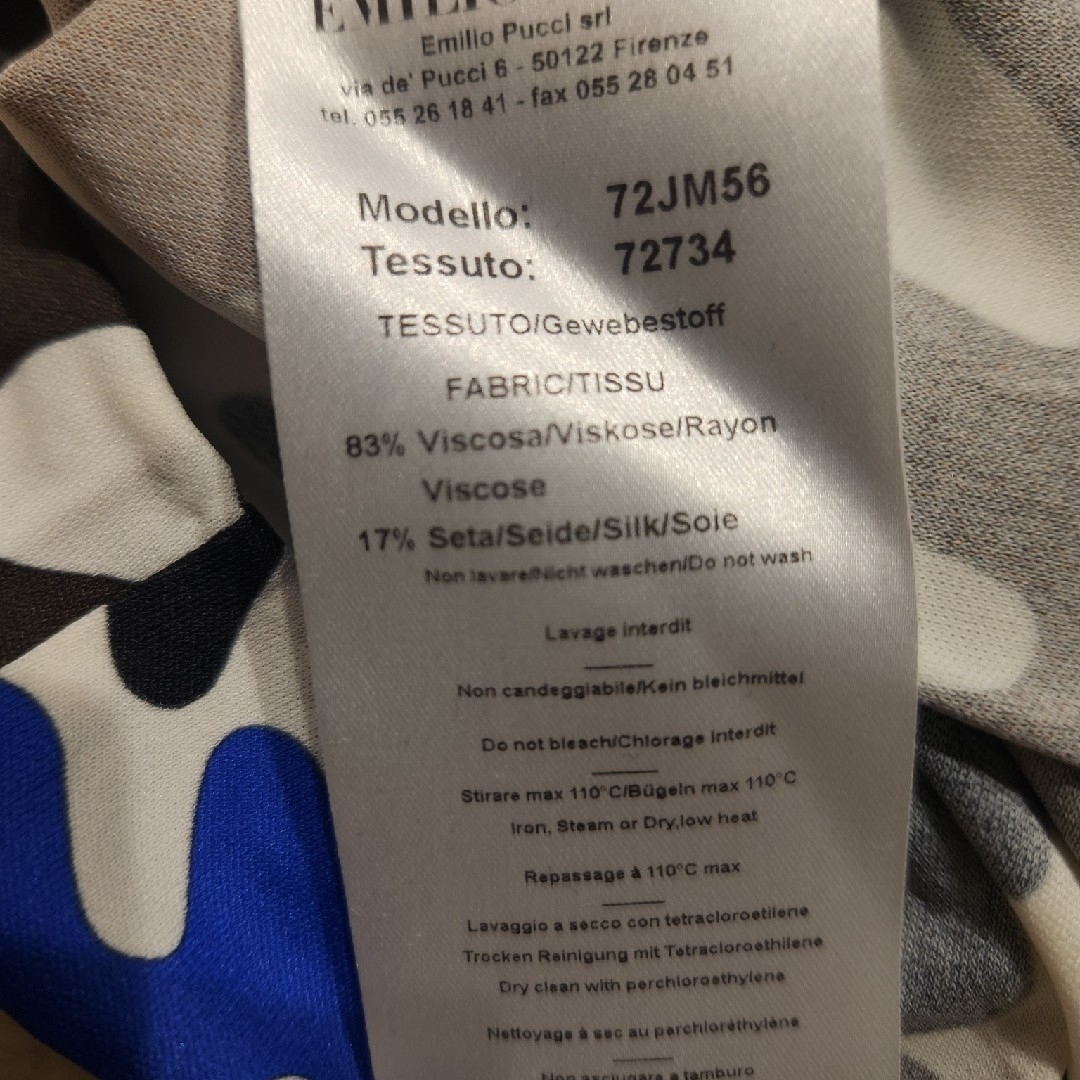 EMILIO
Emilio Pucci srl
via de' Pucci 6 - 50122 Firenze
tel. 055 26 18 41 - fax 055 28 04 51
Modello: 72JM56
Tessuto: 72734
TESSUTO/Gewebestoff
FABRIC/TISSU
83% Viscosa/Viskose/Rayon
Viscose
17% Seta/Seide/Silk/Soie
Non lavare/Nicht waschen/Do not wash
Lavage interdit
Non candeggiabile/Kein bleichmittel
Do not bleach/Chlorage interdit
Stirare max 110°C/Bügeln max 110°C
Iron, Steam or Dry,low heat
Repassage à 110°C max
Lavaggio a secco con tetracloroetilene
Trocken Reinigung mit Tetracloroethilene
Dry clean with perchloroethylene
Nettoyage à sec au perchloréthylène
Non asciugare a tamburo